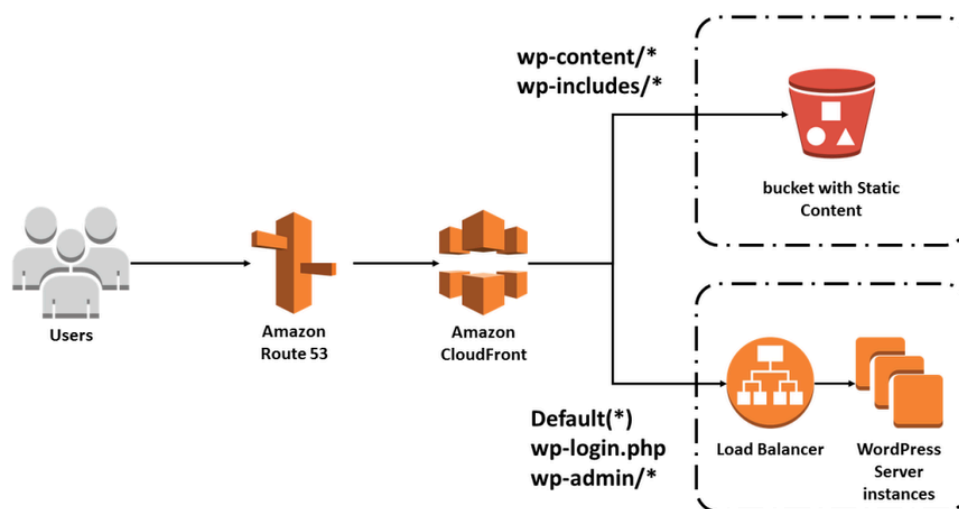 wp-content/*
wp-includes/*
bucket with Static
Content
Users
Amazon
Route 53
Amazon
CloudFront
Default(*)
wp-login.php
wp-admin/*
Load Balancer
WordPress
Server
instances